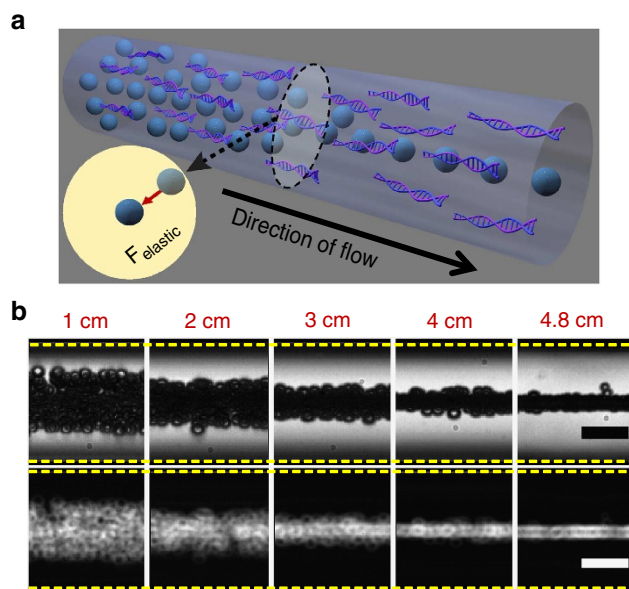 a
F elastic
Direction of flow
b
1 cm 2 cm 3 cm 4 cm 4.8 cm